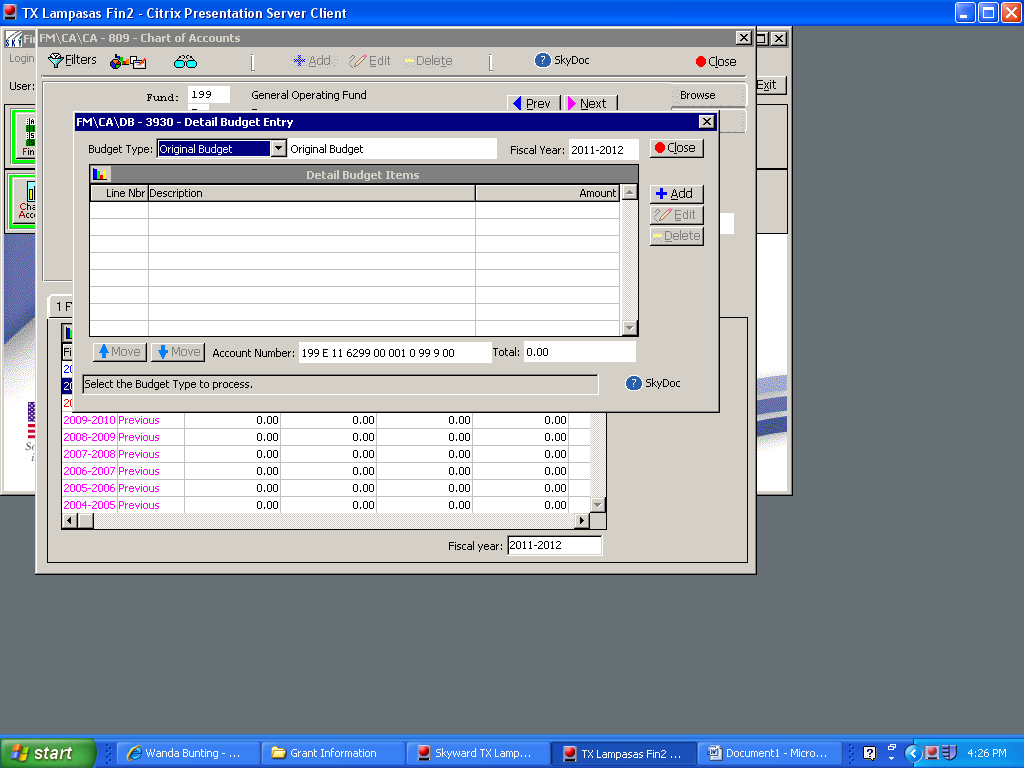 TX Lampasas Fin2 - Citrix Presentation Server Client
FM\CA\CA - 809 - Chart of Accounts
Login
Filters
Add
Edit
Delete
? SkyDoc
Close
User:
Exit
Fund: 199 General Operating Fund
Prev
Next
Browse
Fin
FM\CA\DB - 3930 - Detail Budget Entry
Budget Type: Original Budget Original Budget Fiscal Year: 2011-2012
Close
Detail Budget Items
Line Nbr Description Amount
Add
Edit
Delete
Cha
Acc
1 F
Move
Move
Account Number: 199 E 11 6299 00 001 0 99 9 00 Total: 0.00
Select the Budget Type to process.
? SkyDoc
Fi
20
20
20
2009-2010 Previous 0.00 0.00 0.00 0.00
2008-2009 Previous 0.00 0.00 0.00 0.00
2007-2008 Previous 0.00 0.00 0.00 0.00
2006-2007 Previous 0.00 0.00 0.00 0.00
2005-2006 Previous 0.00 0.00 0.00 0.00
2004-2005 Previous 0.00 0.00 0.00 0.00
Fiscal year: 2011-2012
start
Wanda Bunting - ...
Grant Information
Skyward TX Lamp...
TX Lampasas Fin2 ...
Document1 - Micro...
4:26 PM